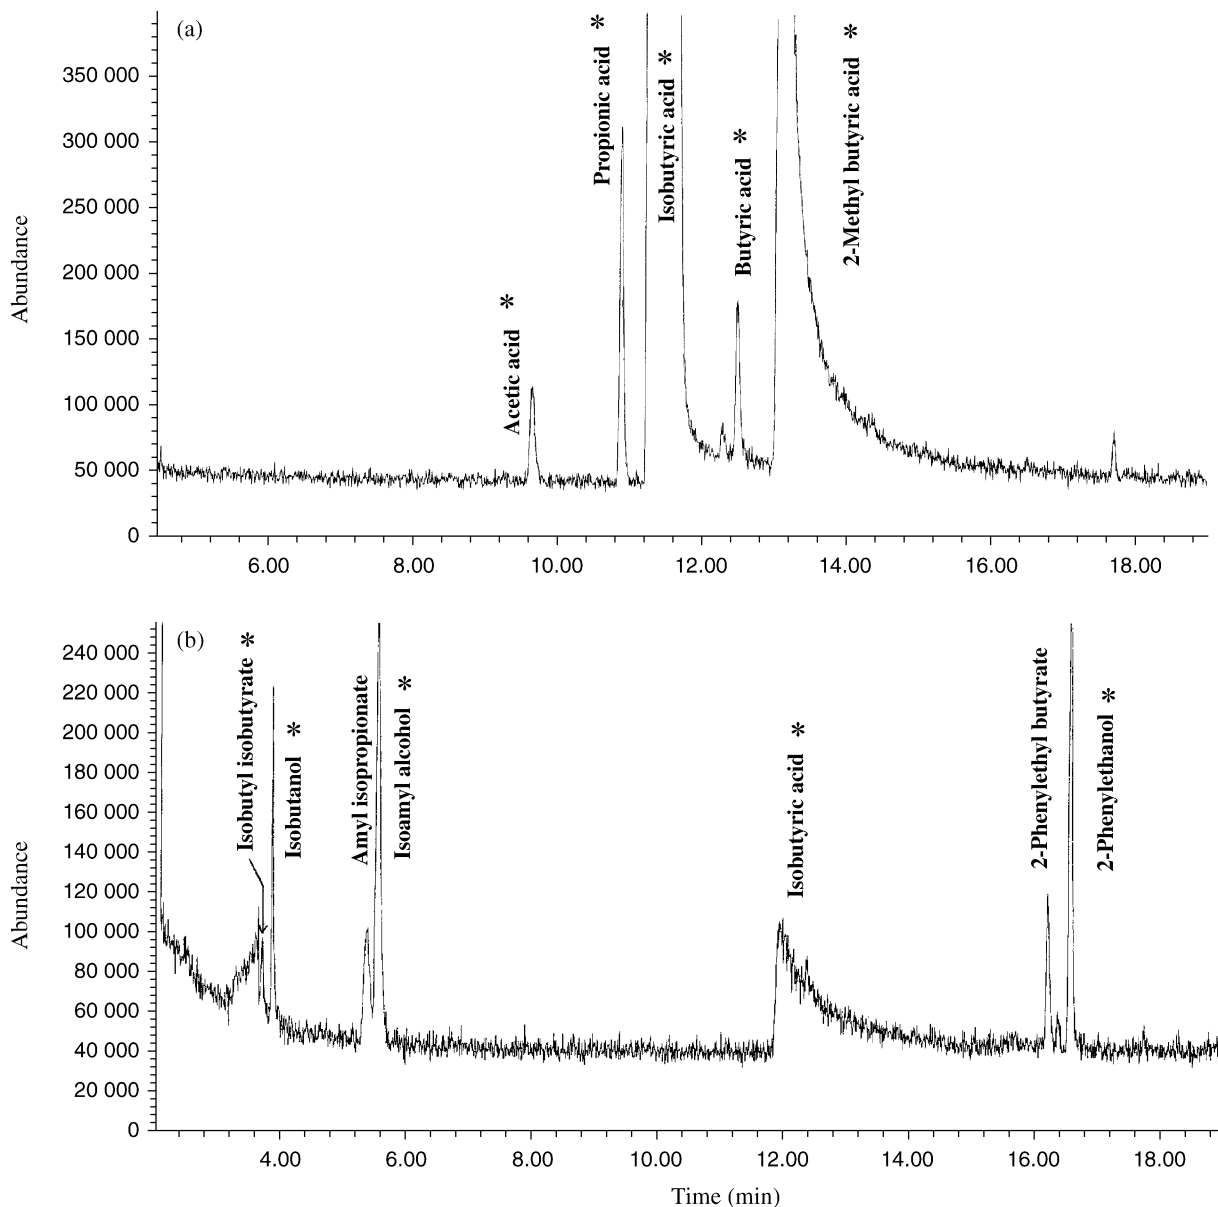 (a)
Abundance
350 000
300 000
250 000
200 000
150 000
100 000
50 000
0
Acetic acid *
Propionic acid *
Isobutyric acid *
Butyric acid *
2-Methyl butyric acid *
6.00 8.00 10.00 12.00 14.00 16.00 18.00
(b)
Abundance
240 000
220 000
200 000
180 000
160 000
140 000
120 000
100 000
80 000
60 000
40 000
20 000
0
Isobutyl isobutyrate *
Isobutanol *
Amyl isopropionate
Isoamyl alcohol *
Isobutyric acid *
2-Phenylethyl butyrate
2-Phenylethanol *
4.00 6.00 8.00 10.00 12.00 14.00 16.00 18.00
Time (min)